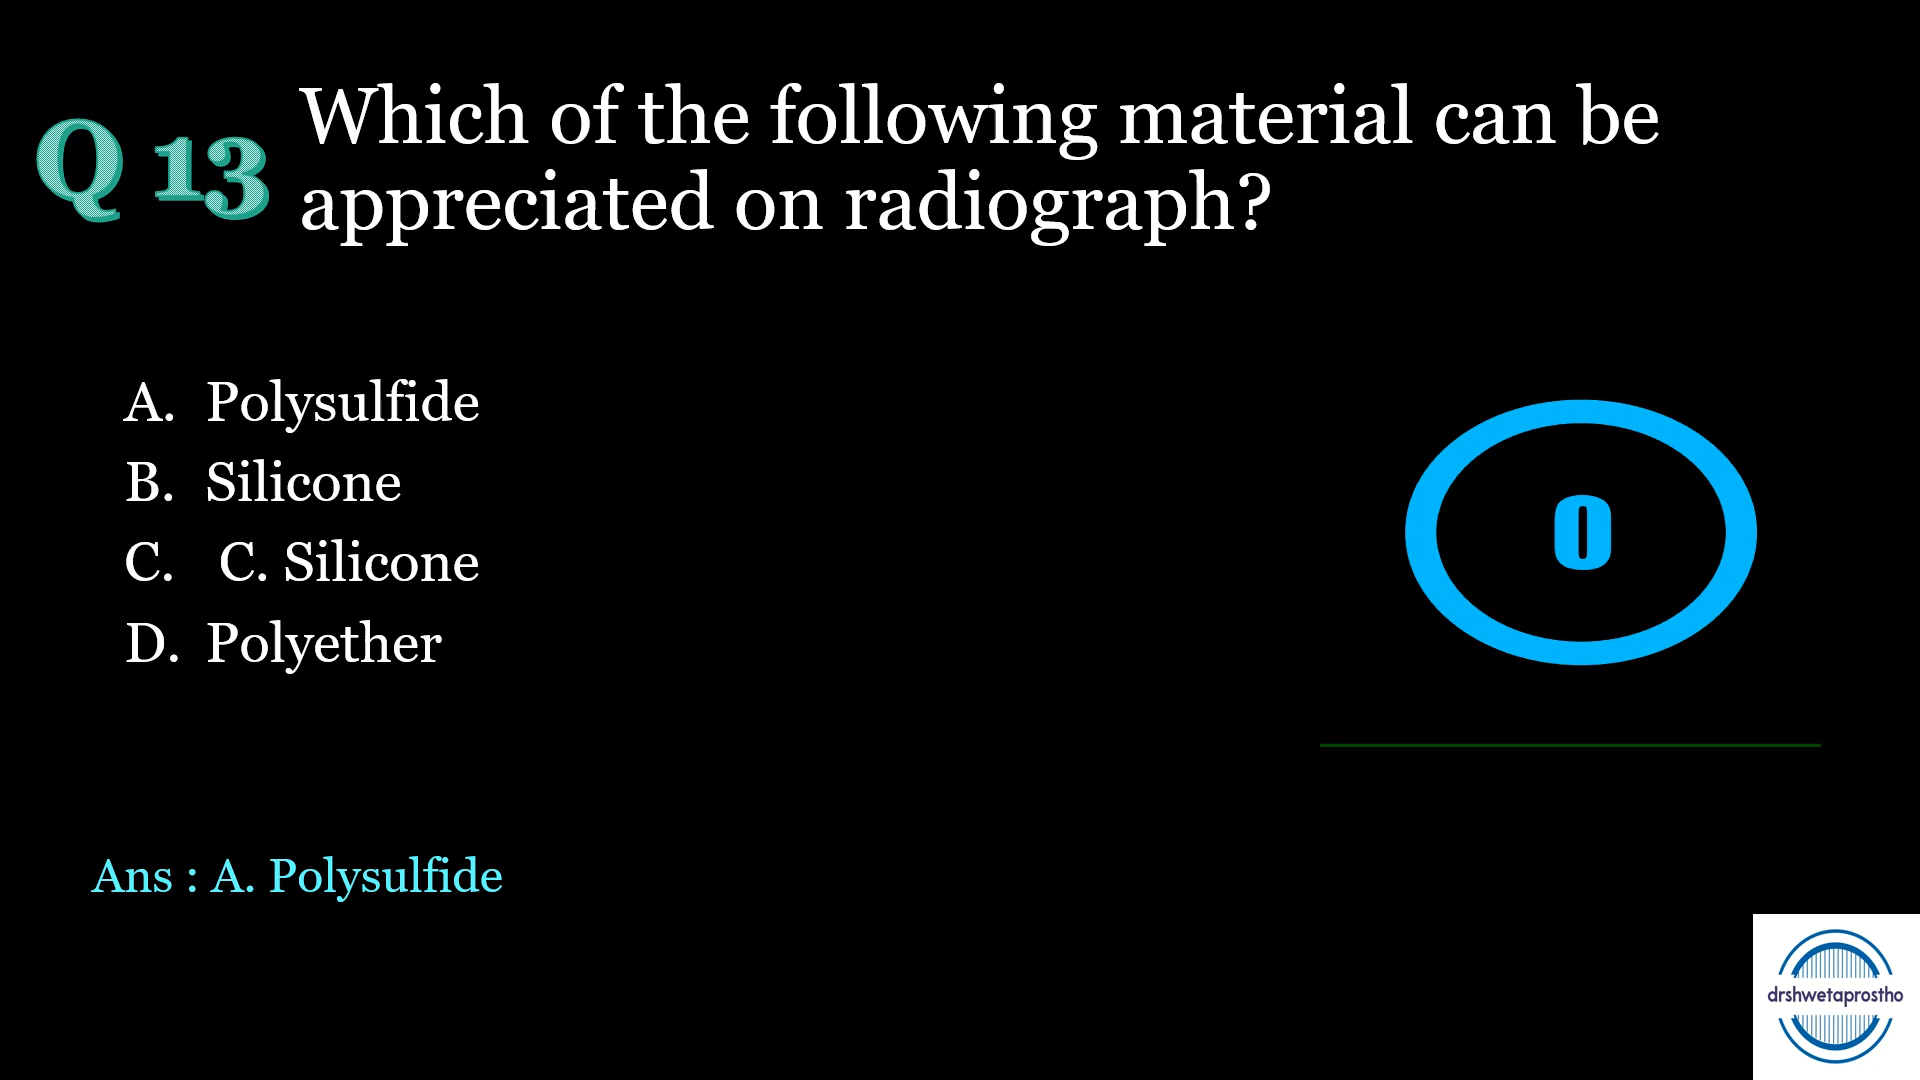 Q 13
Which of the following material can be
appreciated on radiograph?
A. Polysulfide
B. Silicone
C. C. Silicone
D. Polyether
0
Ans : A. Polysulfide
drshwetaprostho